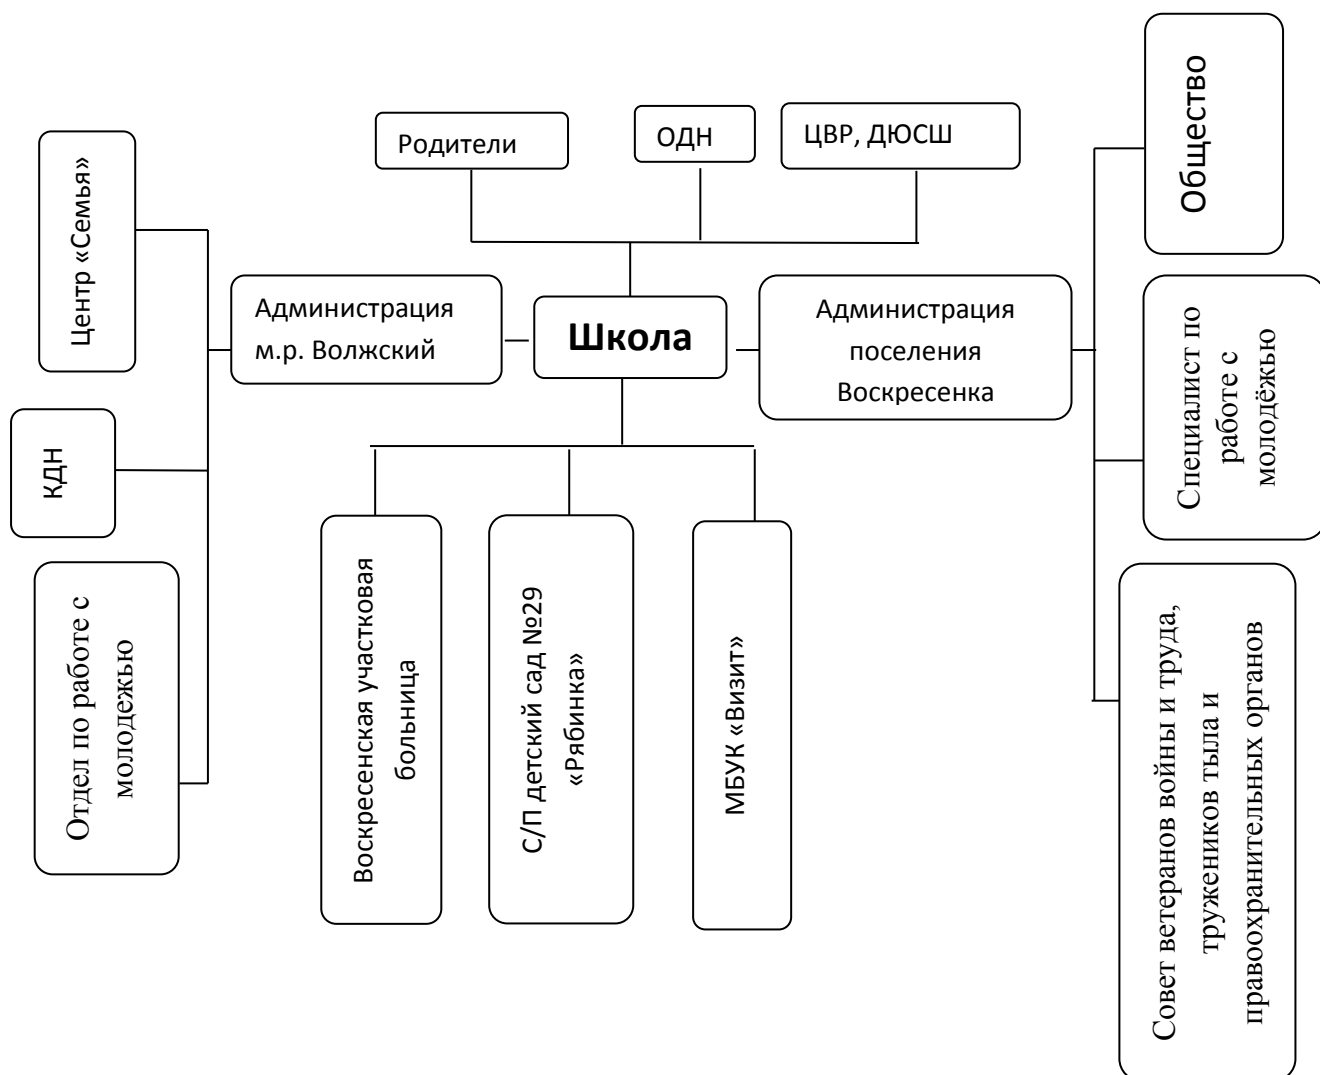 Родители
ОДН
ЦВР, ДЮСШ
Общество
Центр «Семья»
Администрация
м.р. Волжский
Школа
Администрация
поселения
Воскресенка
Специалист по
работе с
молодёжью
КДН
Отдел по работе с
молодежью
Воскресенская участковая
больница
С/П детский сад №29
«Рябинка»
МБУК «Визит»
Совет ветеранов войны и труда,
тружеников тыла и
правоохранительных органов